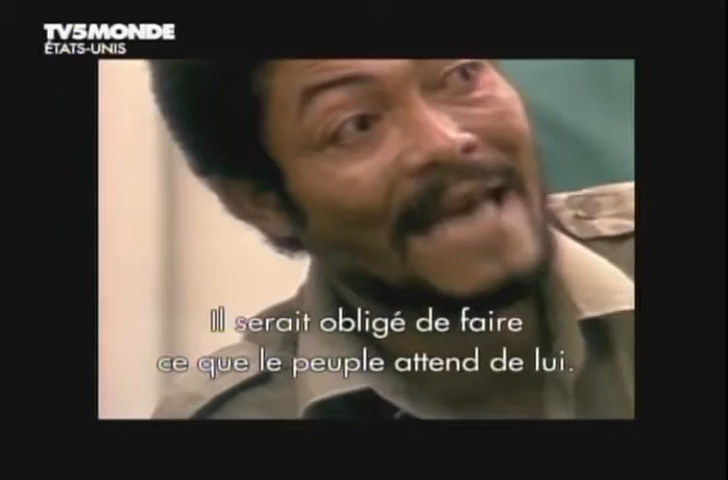 TV5MONDE
ÉTATS-UNIS
Il serait obligé de faire
ce que le peuple attend de lui.